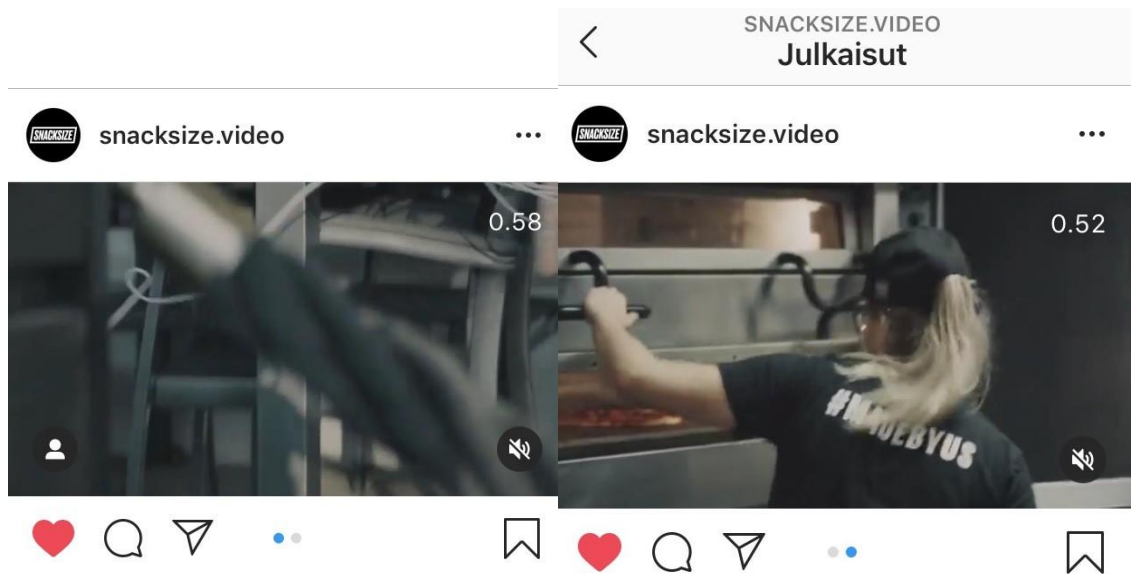 SNACKSIZE
snacksize.video
0.58
SNACKSIZE.VIDEO
Julkaisut
SNACKSIZE
snacksize.video
0.52
#MADEBYUS